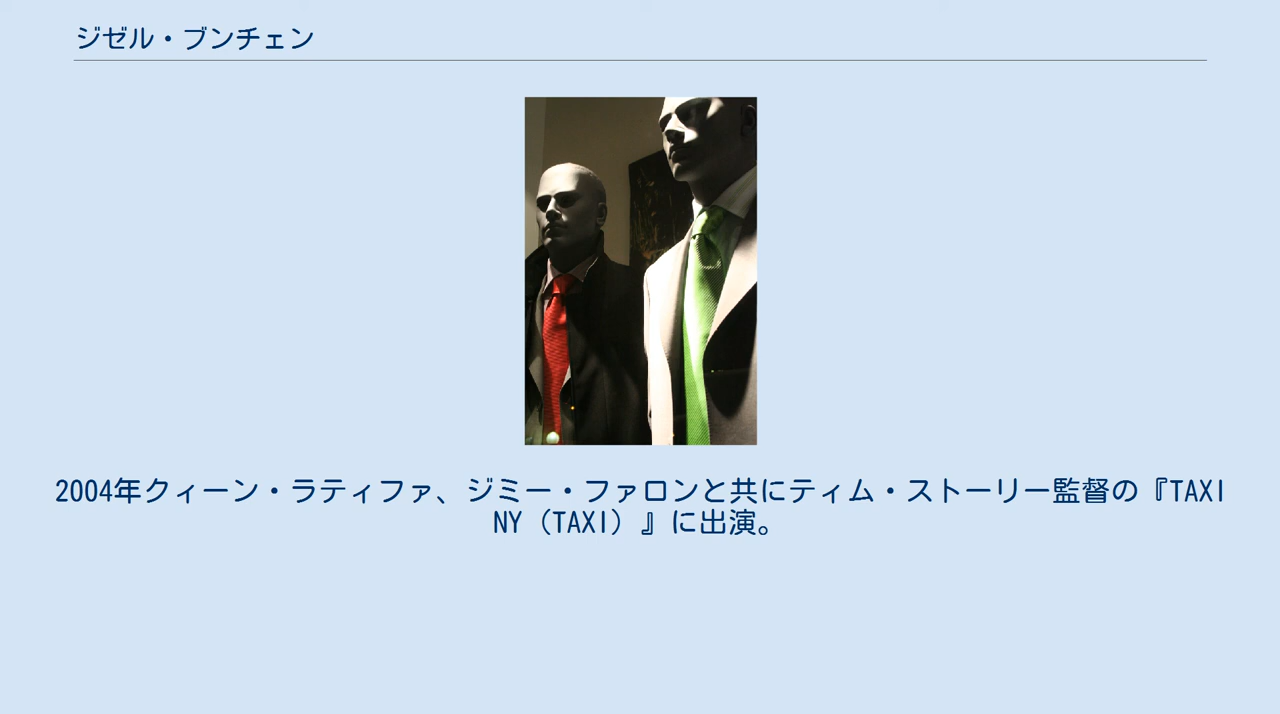 ジゼル・ブンチェン
2004年クィーン・ラティファ、ジミー・ファロンと共にティム・ストーリー監督の『TAXI
NY（TAXI）』に出演。